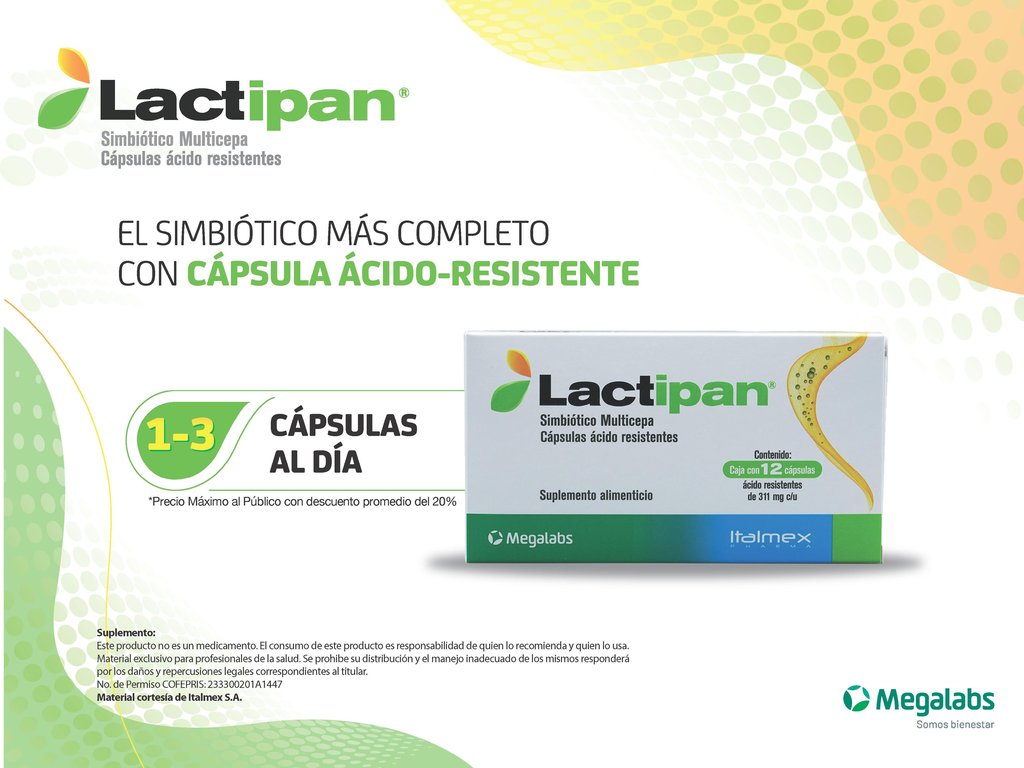 Lactipan®
Simbiótico Multicepa
Cápsulas ácido resistentes
EL SIMBIÓTICO MÁS COMPLETO
CON CÁPSULA ÁCIDO-RESISTENTE
1-3
CÁPSULAS
AL DÍA
*Precio Máximo al Público con descuento promedio del 20%
Lactipan®
Simbiótico Multicepa
Cápsulas ácido resistentes
Contenido:
Caja con 12 cápsulas
ácido resistentes
de 311 mg c/u
Suplemento alimenticio
Megalabs
Italmex
PHARMA
Suplemento:
Este producto no es un medicamento. El consumo de este producto es responsabilidad de quien lo recomienda y quien lo usa.
Material exclusivo para profesionales de la salud. Se prohibe su distribución y el manejo inadecuado de los mismos responderá
por los daños y repercusiones legales correspondientes al titular.
No. de Permiso COFEPRIS: 233300201A1447
Material cortesía de Italmex S.A.
Megalabs
Somos bienestar